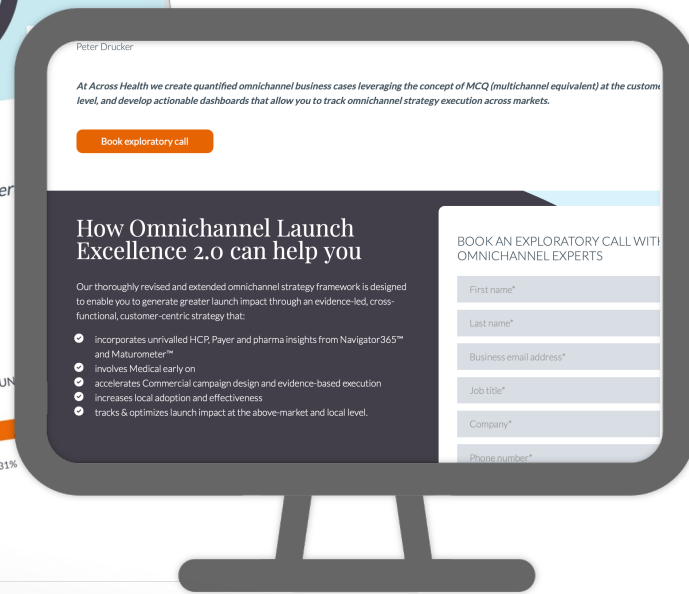 Peter Drucker
At Across Health we create quantified omnichannel business cases leveraging the concept of MCQ (multichannel equivalent) at the custome
level, and develop actionable dashboards that allow you to track omnichannel strategy execution across markets.
Book exploratory call
How Omnichannel Launch
Excellence 2.0 can help you
Our thoroughly revised and extended omnichannel strategy framework is designed
to enable you to generate greater launch impact through an evidence-led, cross-
functional, customer-centric strategy that:
incorporates unrivalled HCP, Payer and pharma insights from Navigator365™
and Maturometer™
involves Medical early on
accelerates Commercial campaign design and evidence-based execution
increases local adoption and effectiveness
tracks & optimizes launch impact at the above-market and local level.
BOOK AN EXPLORATORY CALL WITH
OMNICHANNEL EXPERTS
First name*
Last name*
Business email address*
Job title*
Company*
Phone number*
er
UN
31%